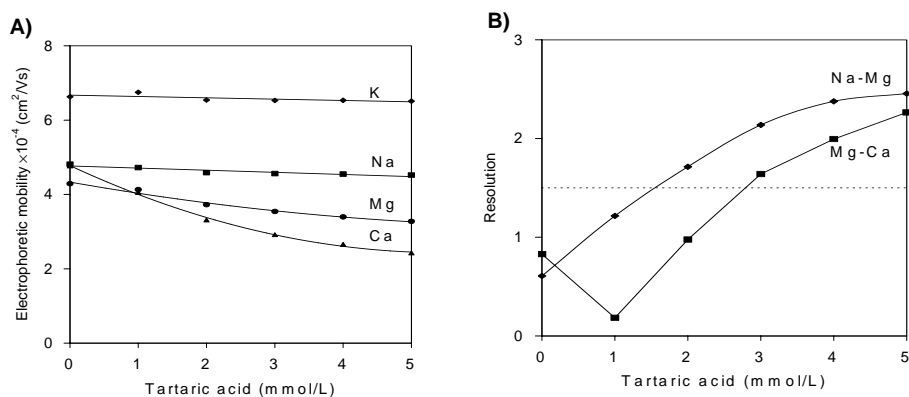 A)
Electrophoretic mobility ×10⁻⁴ (cm²/Vs)
8
6
4
2
0
K
Na
Mg
Ca
0 1 2 3 4 5
Tartaric acid (mmol/L)
B)
Resolution
3
2
1
0
Na-Mg
Mg-Ca
0 1 2 3 4 5
Tartaric acid (mmol/L)